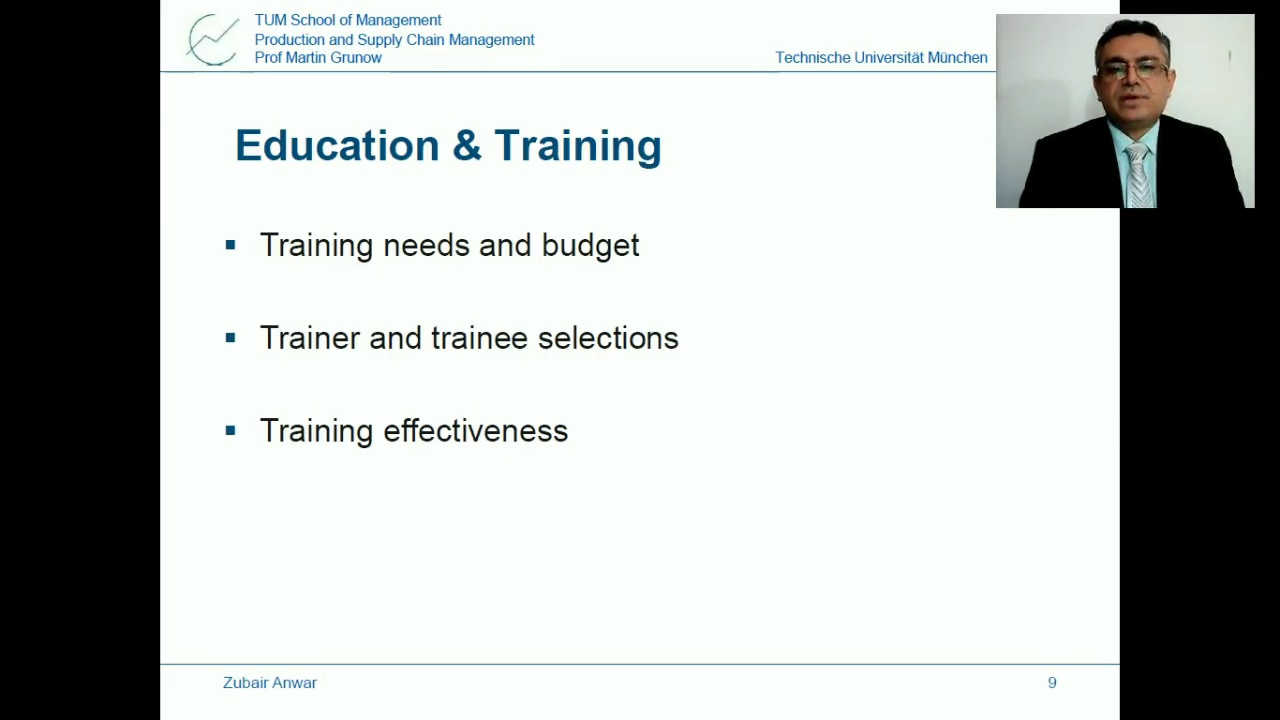 TUM School of Management
Production and Supply Chain Management
Prof Martin Grunow
Technische Universität München
Education & Training
▪ Training needs and budget
▪ Trainer and trainee selections
▪ Training effectiveness
Zubair Anwar
9